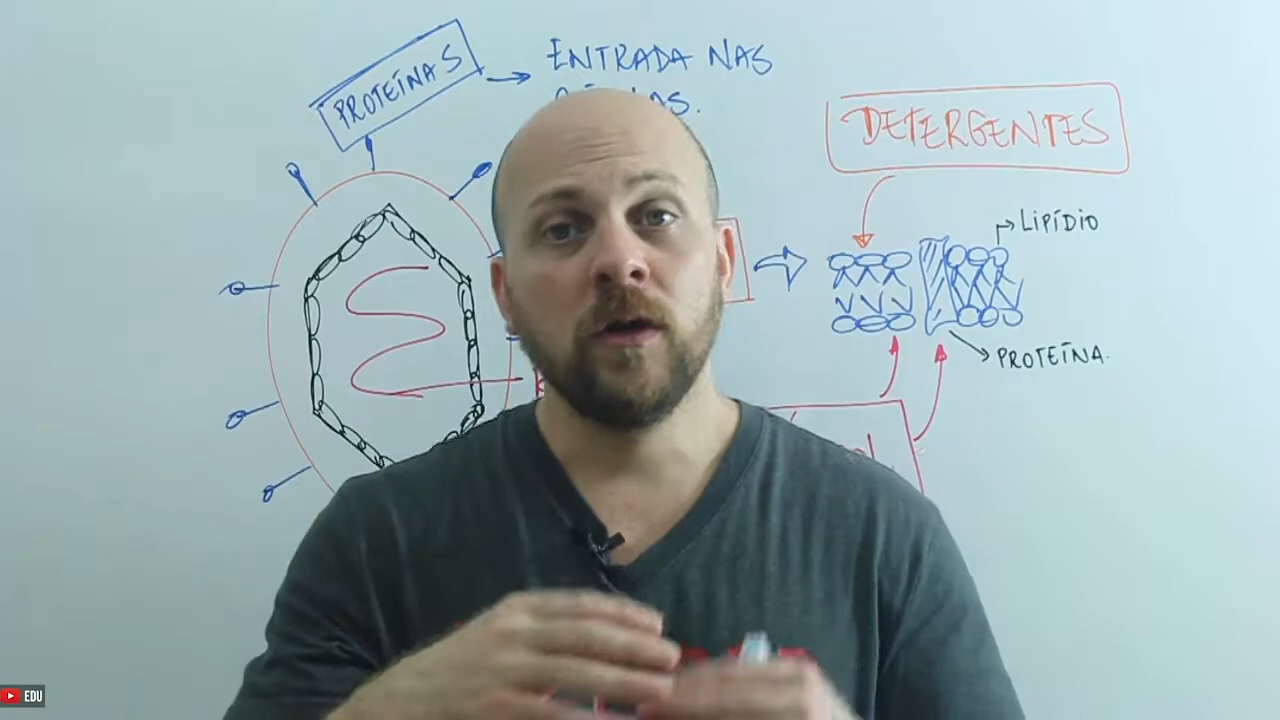 PROTEÍNAS
ENTRADA NAS
DETERGENTES
LIPÍDIO
PROTEÍNA.
EDU